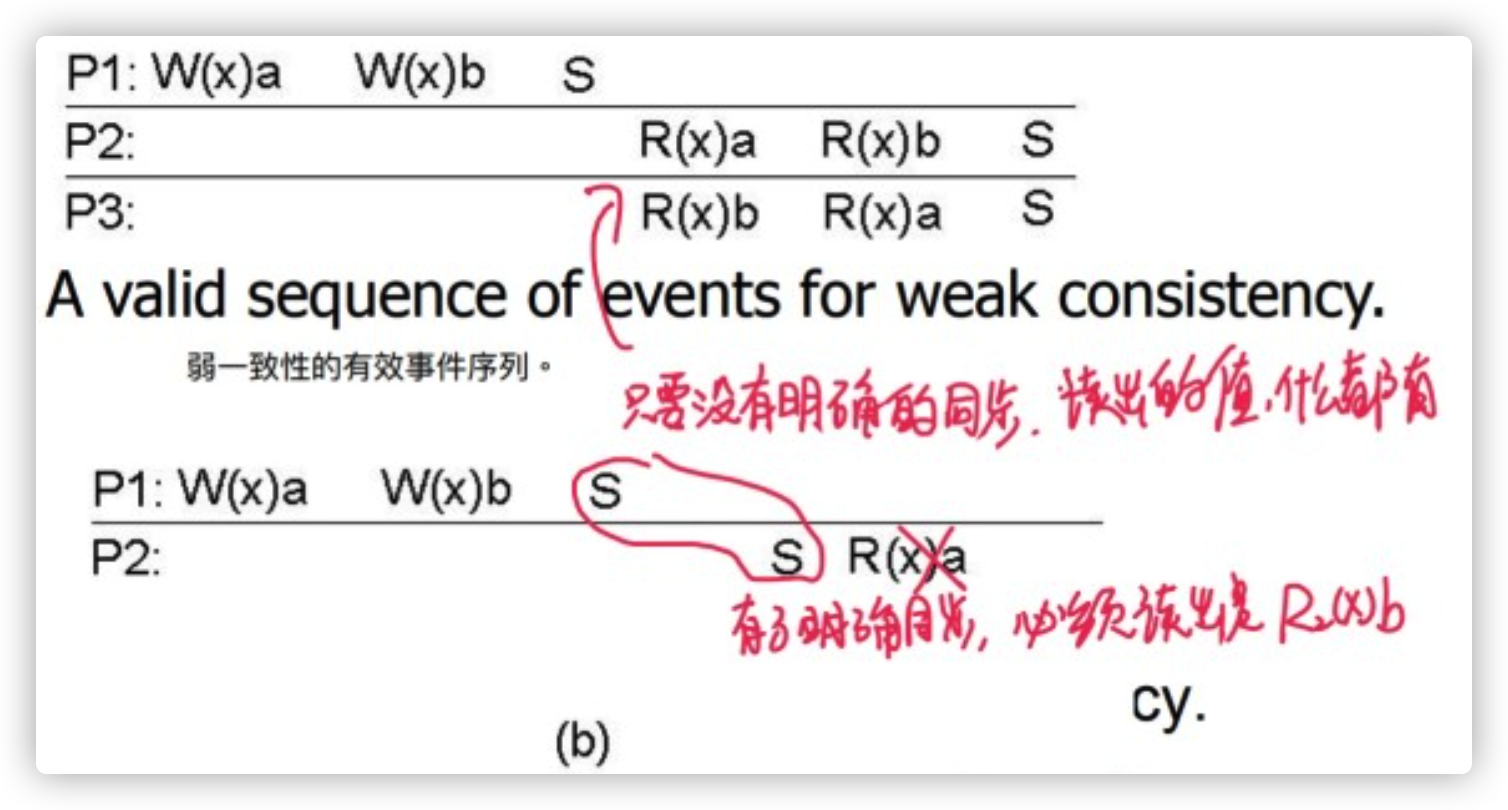 P1: W(x)a W(x)b S
P2: R(x)a R(x)b S
P3: R(x)b R(x)a S
A valid sequence of events for weak consistency.
弱一致性的有效事件序列。
只要没有明确的同步. 读出的值,什么都有
P1: W(x)a W(x)b S
P2: S R(x)a
有了明确同步, 必须读出是 R₂(x)b
cy.
(b)